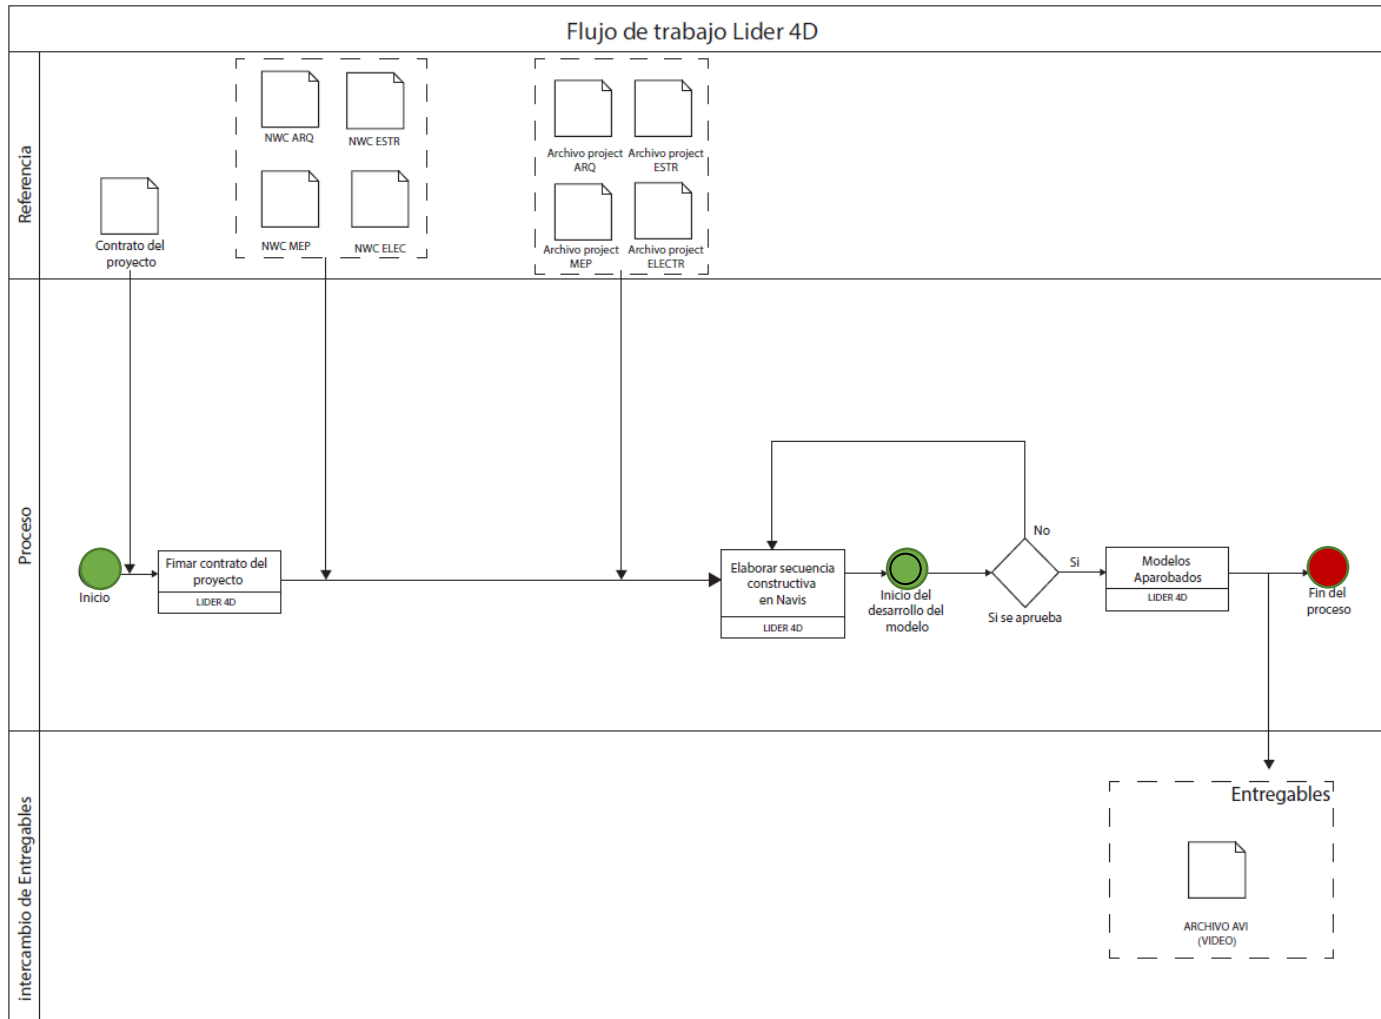 Flujo de trabajo Lider 4D
Referencia
NWC ARQ
NWC ESTR
NWC MEP
NWC ELEC
Archivo project
ARQ
Archivo project
ESTR
Archivo project
MEP
Archivo project
ELECTR
Contrato del
proyecto
Proceso
Inicio
Fimar contrato del
proyecto
LIDER 4D
Elaborar secuencia
constructiva
en Navis
LIDER 4D
Inicio del
desarrollo del
modelo
No
Si
Si se aprueba
Modelos
Aparobados
LIDER 4D
Fin del
proceso
intercambio de Entregables
Entregables
ARCHIVO AVI
(VIDEO)